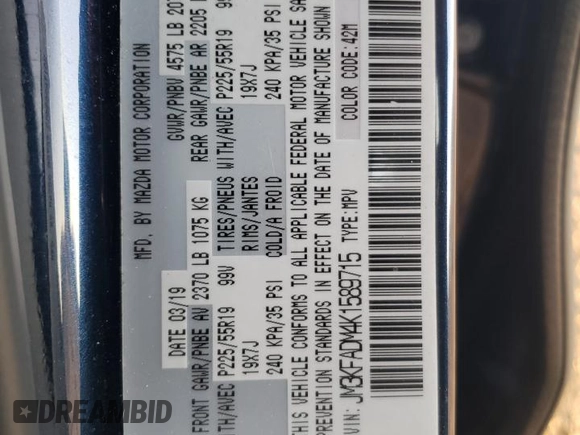 MFD. BY MAZDA MOTOR CORPORATION
DATE 03/19 GVWR/PNBV 4575 LB
FRONT GAWR/PNBE AV 2370 LB 1075 KG REAR GAWR/PNBE AR 2205
WITH/AVEC P225/55R19 99V TIRES/PNEUS WITH/AVEC P225/55R19
19X7J RIMS/JANTES 19X7J
240 KPA/35 PSI COLD/A FROID 240 KPA/35 PSI
THIS VEHICLE CONFORMS TO ALL APPLICABLE FEDERAL MOTOR VEHICLE
PREVENTION STANDARDS IN EFFECT ON THE DATE OF MANUFACTURE SHOWN
VIN: JM3KFADM4K1589715 TYPE: MPV COLOR CODE: 42M
© AutoBidMaster